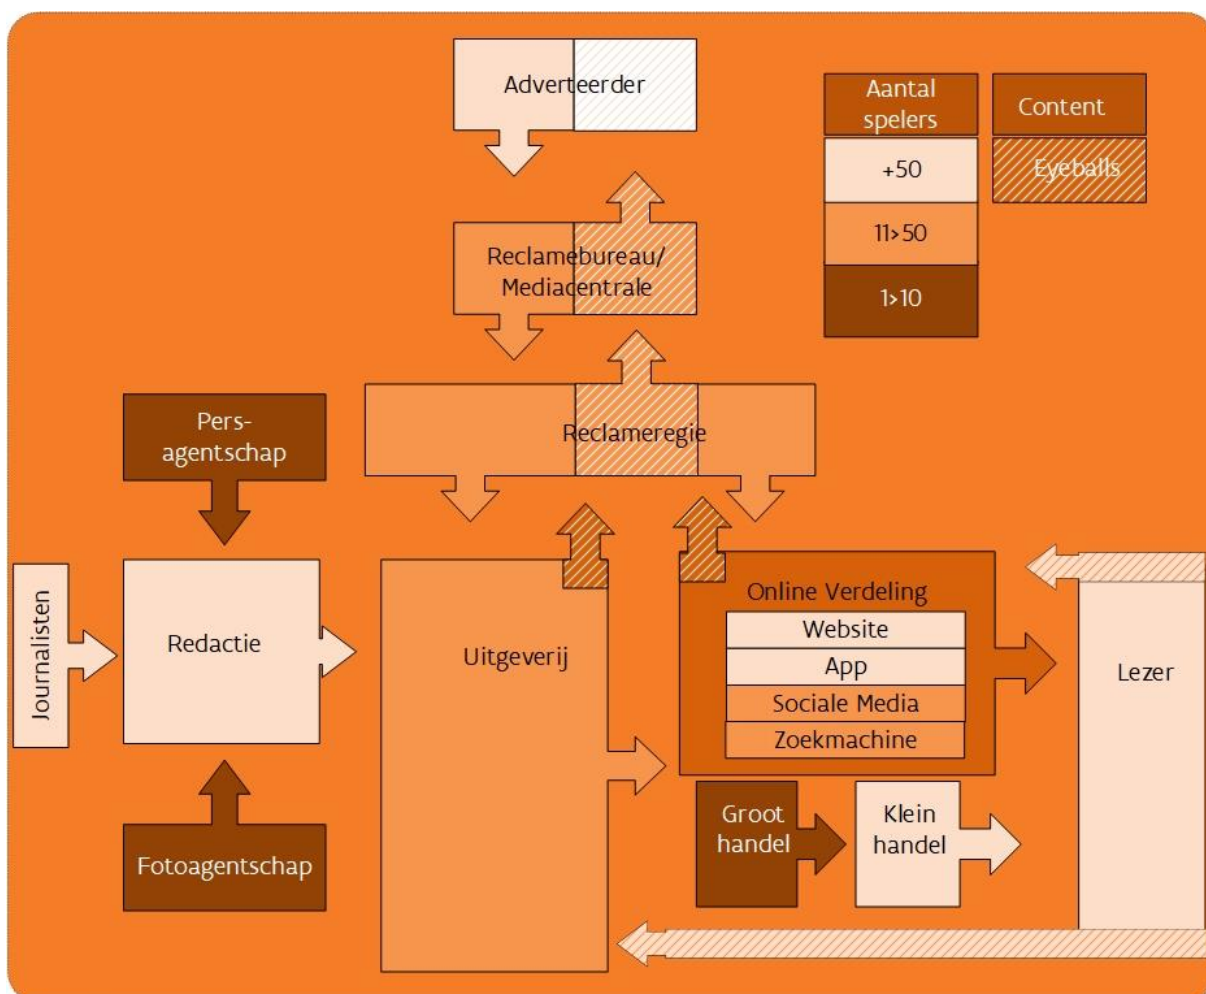 Adverteerder
Aantal
spelers
Content
+50
Eyeballs
11>50
1>10
Reclamebureau/
Mediacentrale
Reclameregie
Pers-
agentschap
Journalisten
Redactie
Fotoagentschap
Uitgeverij
Online Verdeling
Website
App
Sociale Media
Zoekmachine
Groot
handel
Klein
handel
Lezer